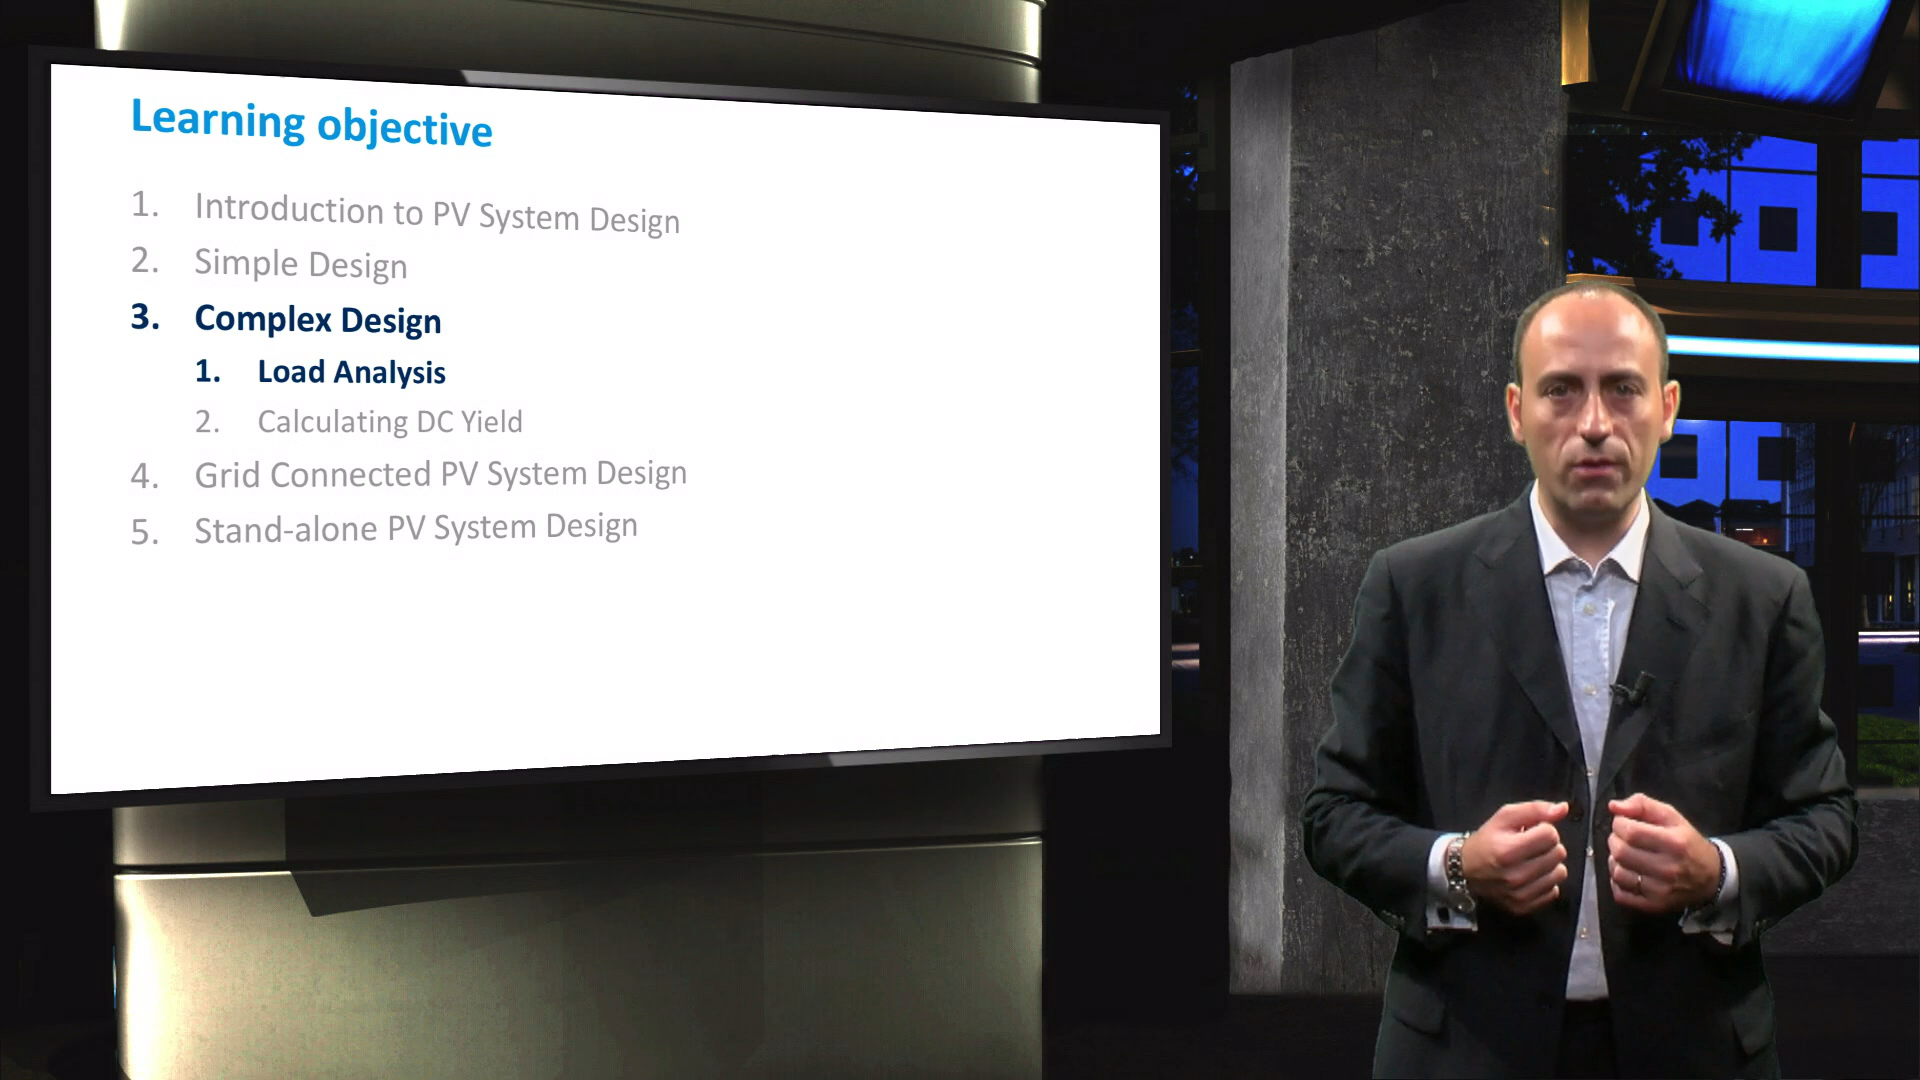 Learning objective
1. Introduction to PV System Design
2. Simple Design
3. Complex Design
1. Load Analysis
2. Calculating DC Yield
4. Grid Connected PV System Design
5. Stand-alone PV System Design